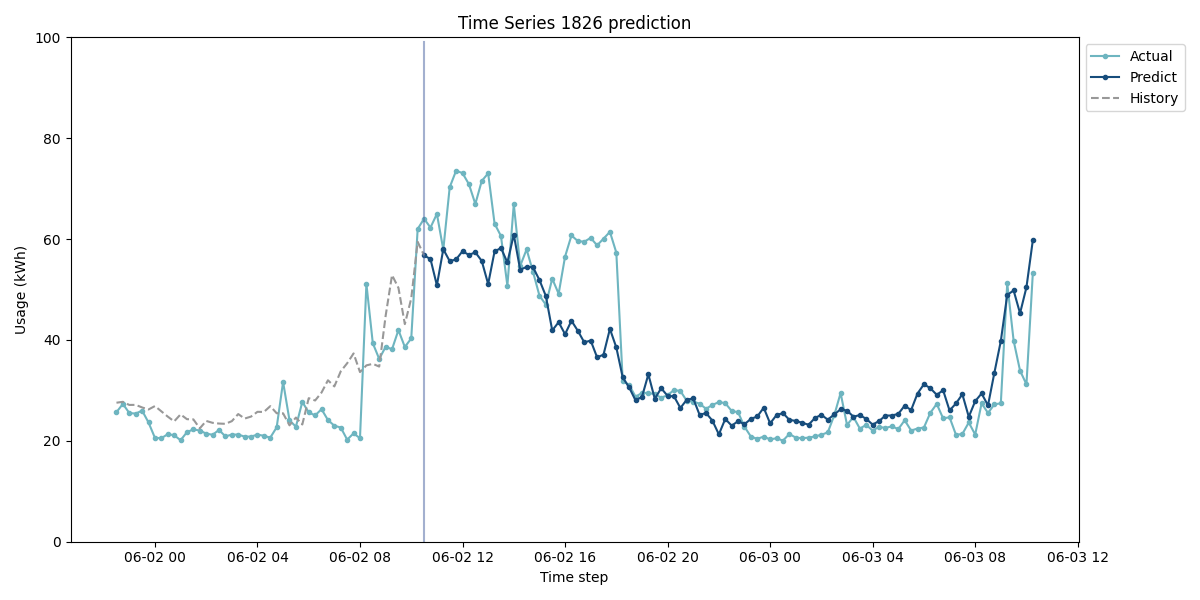 Time Series 1826 prediction
100
80
60
40
20
0
Usage (kWh)
06-02 00
06-02 04
06-02 08
06-02 12
06-02 16
06-02 20
06-03 00
06-03 04
06-03 08
06-03 12
Time step
Actual
Predict
History